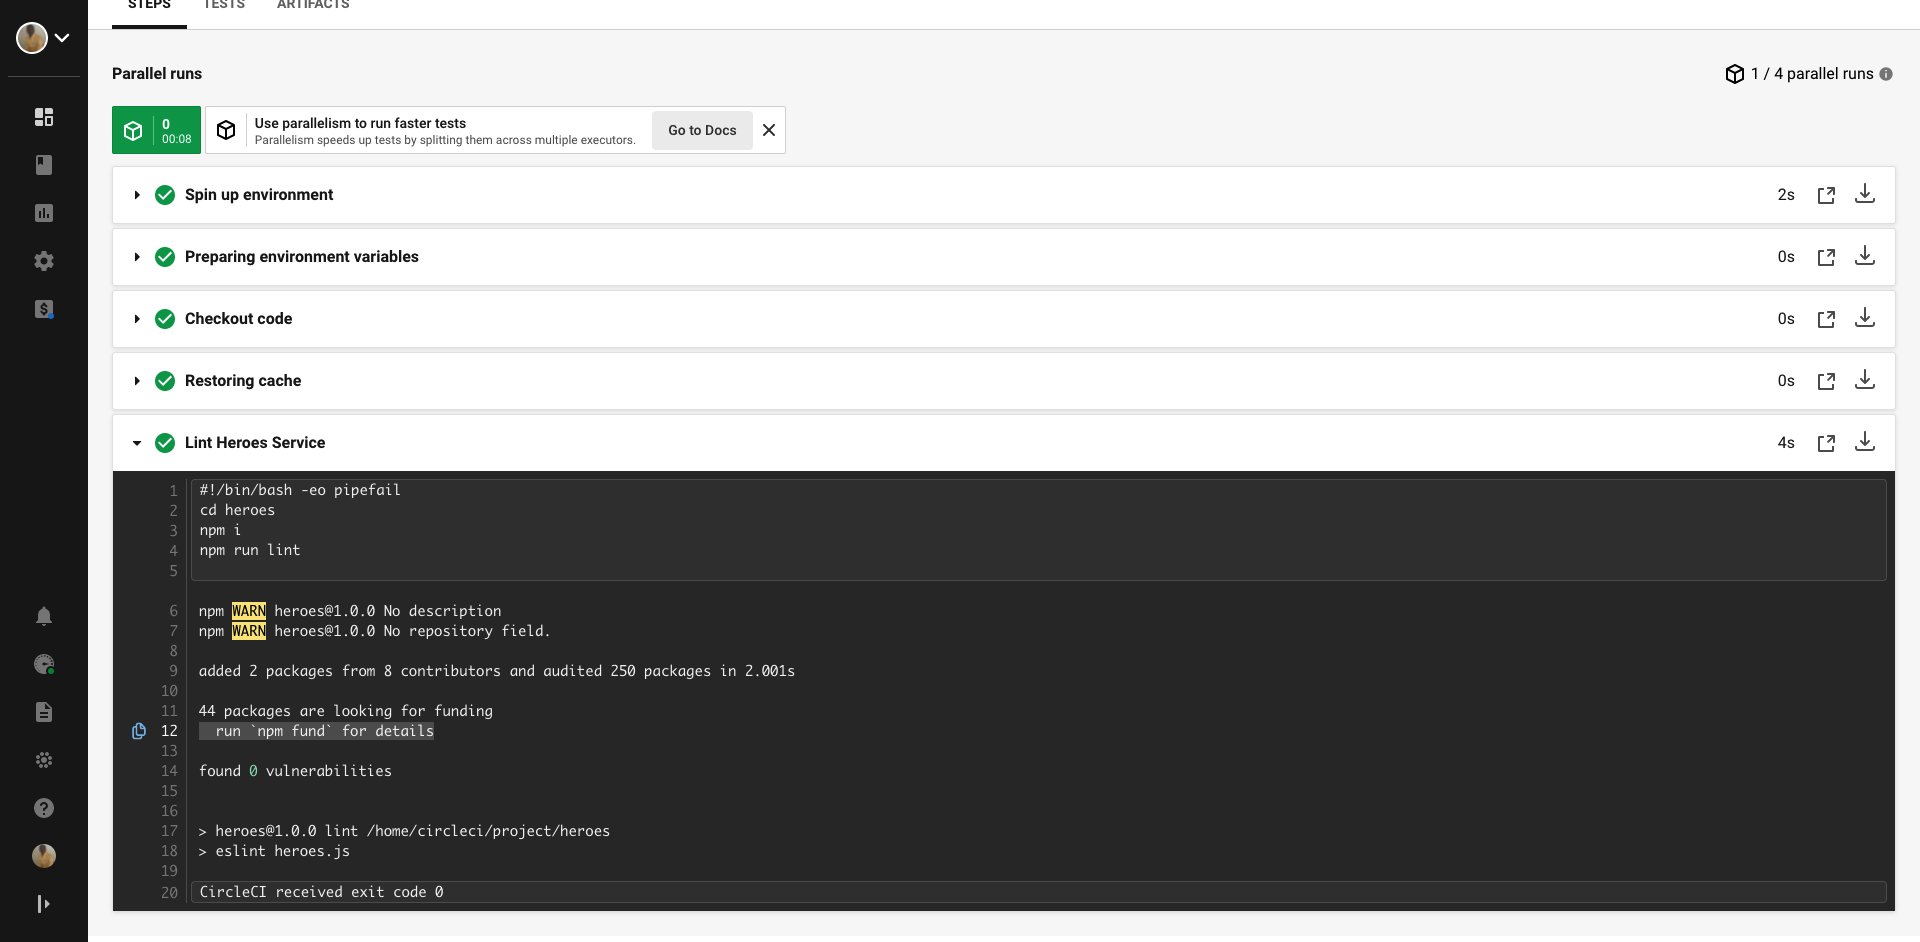 STEPS
TESTS
ARTIFACTS
Parallel runs
1 / 4 parallel runs
0
00:08
Use parallelism to run faster tests
Parallelism speeds up tests by splitting them across multiple executors.
Go to Docs
Spin up environment
2s
Preparing environment variables
0s
Checkout code
0s
Restoring cache
0s
Lint Heroes Service
4s
1 #!/bin/bash -eo pipefail
2 cd heroes
3 npm i
4 npm run lint
5
6 npm WARN heroes@1.0.0 No description
7 npm WARN heroes@1.0.0 No repository field.
8
9 added 2 packages from 8 contributors and audited 250 packages in 2.001s
10
11 44 packages are looking for funding
12   run `npm fund` for details
13
14 found 0 vulnerabilities
15
16
17 > heroes@1.0.0 lint /home/circleci/project/heroes
18 > eslint heroes.js
19
20 CircleCI received exit code 0